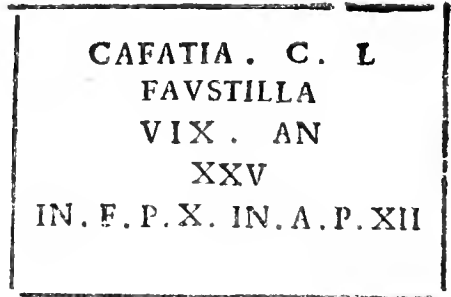 CAFATIA . C . L
FAVSTILLA
VIX . AN
XXV
IN . F . P . X . IN . A . P . XII